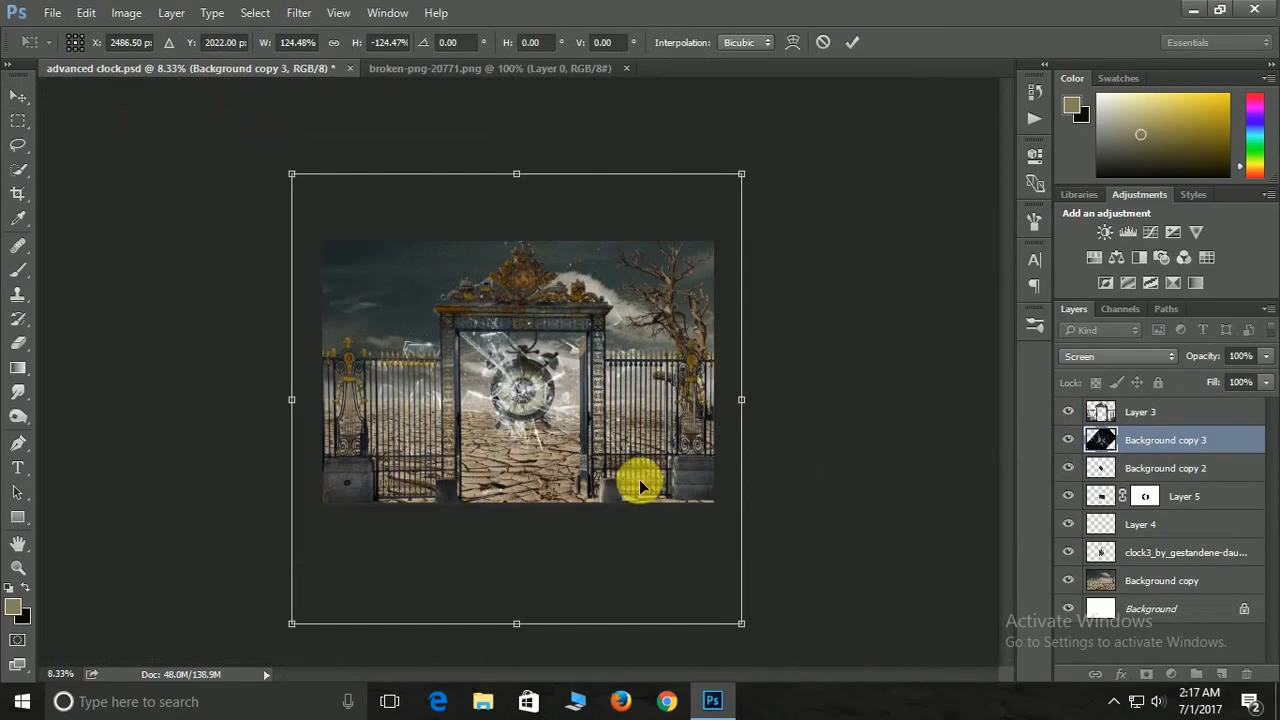 Ps File Edit Image Layer Type Select Filter 3D View Window Help
X: 2486.50 px Y: 2022.00 px W: 124.48% H: -124.47% 0.00 ° H: 0.00 ° V: 0.00 ° Interpolation: Bicubic Essentials
advanced clock.psd @ 8.33% (Background copy 3, RGB/8) * × broken-png-20771.png @ 100% (Layer 0, RGB/8#) ×
Color Swatches
Libraries Adjustments Styles
Add an adjustment
Layers Channels Paths
Kind
Screen Opacity: 100%
Lock: Fill: 100%
Layer 3
Background copy 3
Background copy 2
Layer 5
Layer 4
clock3_by_gestandene-dau...
Background copy
Background
Activate Windows
Go to Settings to activate Windows.
8.33% Doc: 48.0M/138.9M
Type here to search
Ps
2:17 AM
7/1/2017
2